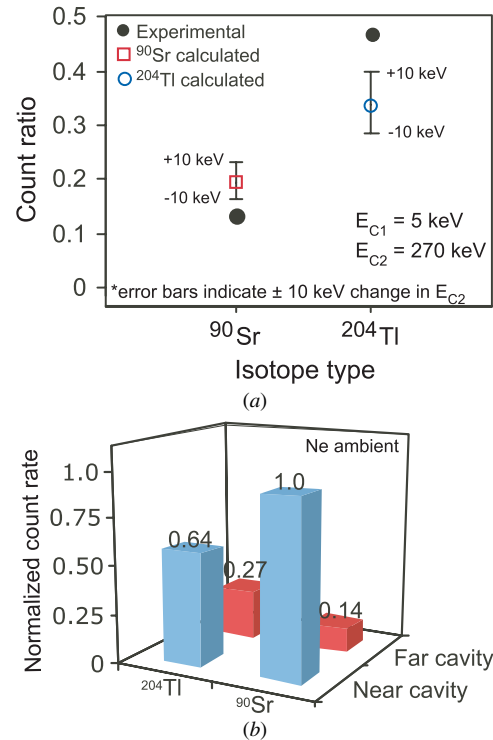 0.5
0.4
0.3
0.2
0.1
0
Count ratio
Experimental
⁹⁰Sr calculated
²⁰⁴Tl calculated
+10 keV
-10 keV
+10 keV
-10 keV
E_C1 = 5 keV
E_C2 = 270 keV
*error bars indicate ± 10 keV change in E_C2
⁹⁰Sr
²⁰⁴Tl
Isotope type
(a)
Ne ambient
Normalized count rate
1.0
0.75
0.50
0.25
0
0.64
1.0
0.27
0.14
²⁰⁴Tl
⁹⁰Sr
Far cavity
Near cavity
(b)